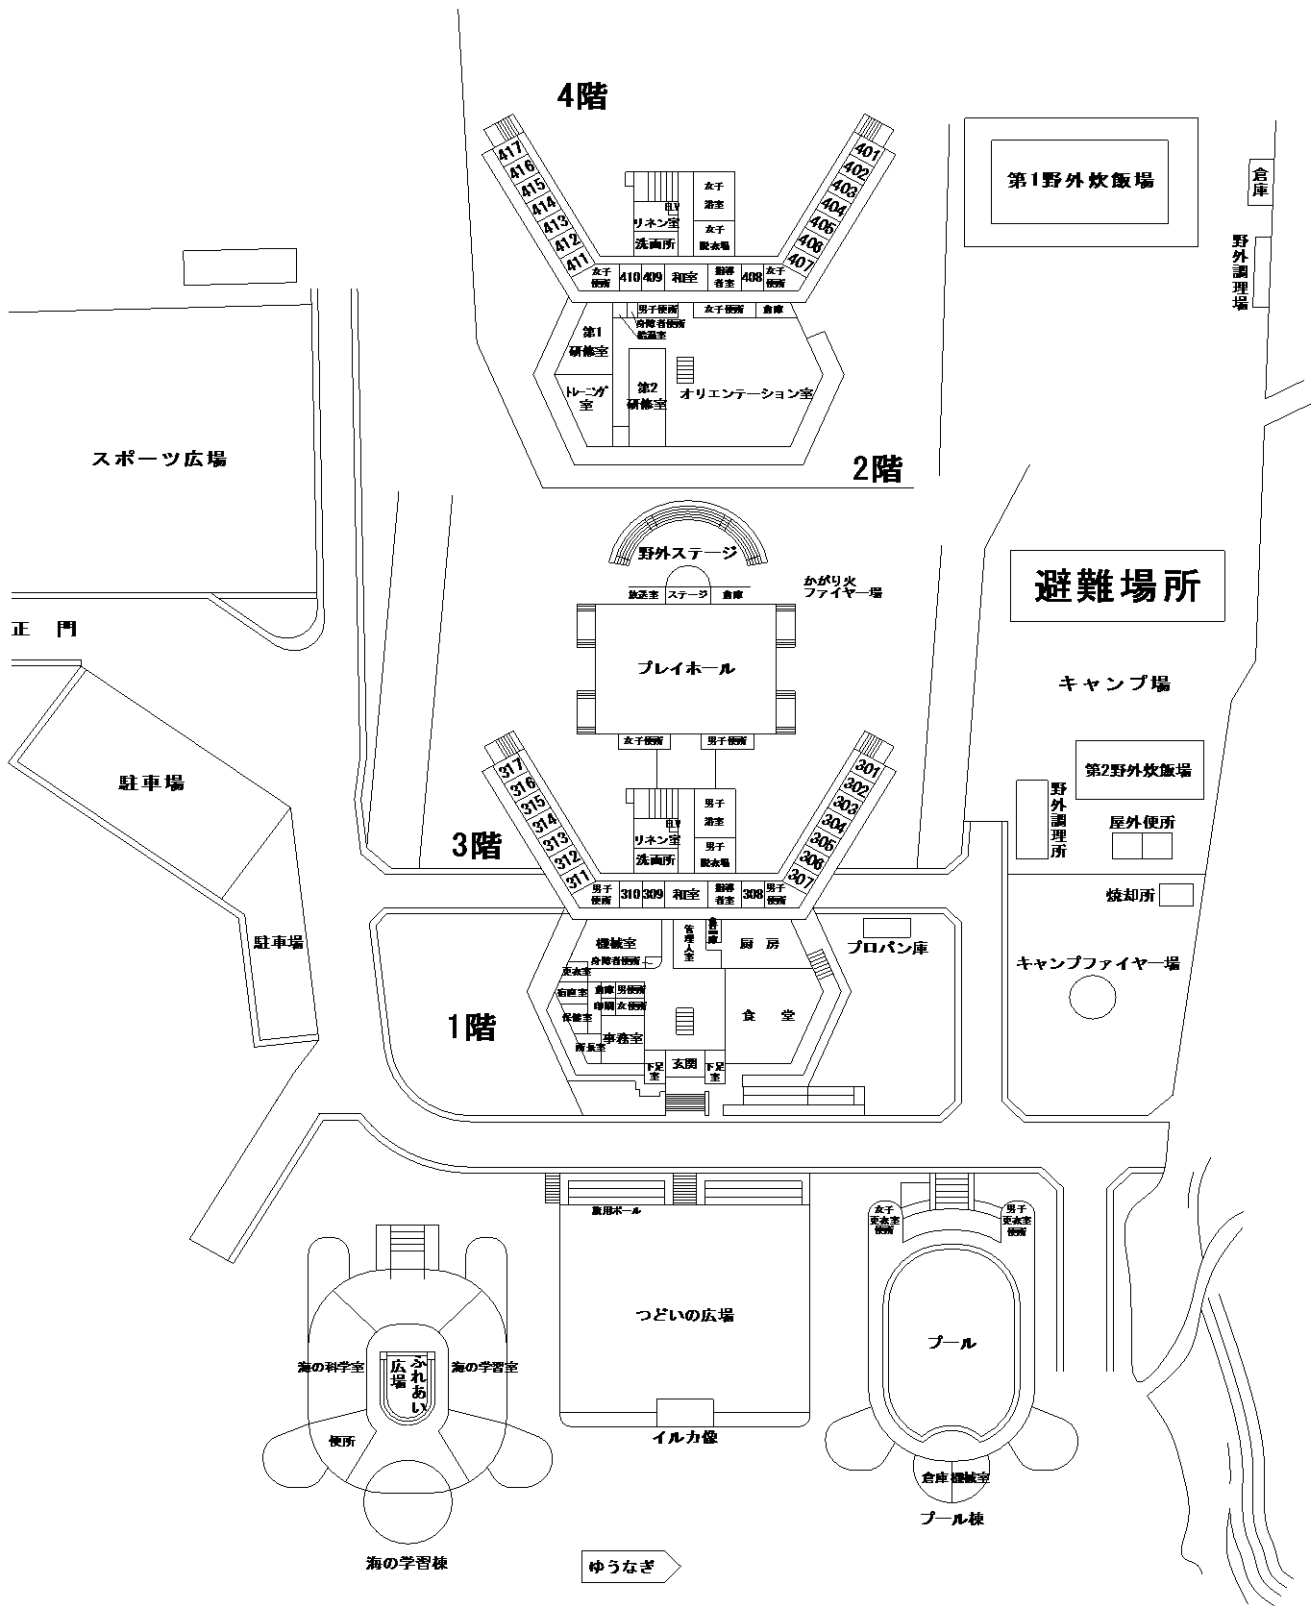 4階
417
416
415
414
413
412
411
401
402
403
404
405
406
407
女子
浴室
女子
脱衣場
ELV
リネン室
洗面所
女子
便所
410
409
和室
指導
者室
408
女子
便所
第1野外炊飯場
倉庫
野外調理場
男子便所
身障者便所
給湯室
女子便所
倉庫
第1
研修室
トレーニング
室
第2
研修室
オリエンテーション室
2階
スポーツ広場
野外ステージ
放送室
ステージ
倉庫
かがり火
ファイヤー場
避難場所
正 門
プレイホール
キャンプ場
女子便所
男子便所
駐車場
第2野外炊飯場
野外調理所
屋外便所
焼却所
3階
317
316
315
314
313
312
311
301
302
303
304
305
306
307
男子
浴室
男子
脱衣場
ELV
リネン室
洗面所
男子
便所
310
309
和室
指導
者室
308
男子
便所
駐車場
機械室
身障者便所
管理人室
食品庫
厨 房
プロパン庫
キャンプファイヤー場
更衣室
宿直室
倉庫
男便所
印刷
女便所
保健室
事務室
所長室
食 堂
1階
下足室
玄関
下足室
旗用ポール
女子
更衣室
便所
男子
更衣室
便所
つどいの広場
プール
海の科学室
ふれあい
広場
海の学習室
便所
イルカ像
倉庫
機械室
プール棟
海の学習棟
ゆうなぎ